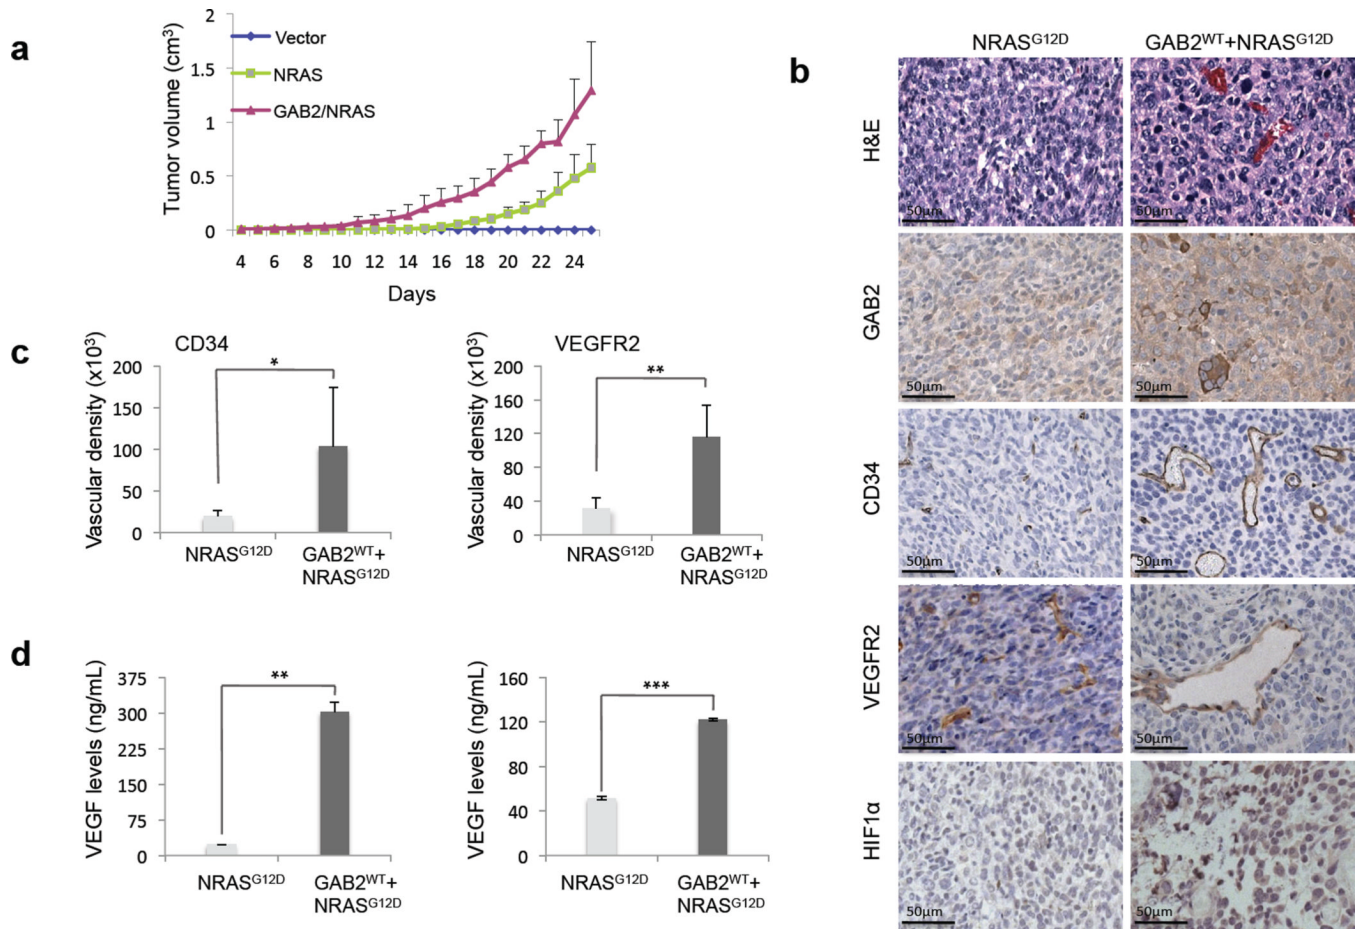 a
Tumor volume (cm³)
2
1.5
1
0.5
0
Vector
NRAS
GAB2/NRAS
4 6 8 10 12 14 16 18 20 22 24
Days
b
NRASG12D
GAB2WT+NRASG12D
H&E
50µm
50µm
GAB2
50µm
50µm
CD34
50µm
50µm
VEGFR2
50µm
50µm
HIF1α
50µm
50µm
c
CD34
Vascular density (x10³)
200
150
100
50
0
*
NRASG12D
GAB2WT+
NRASG12D
VEGFR2
Vascular density (x10³)
200
160
120
80
40
0
**
NRASG12D
GAB2WT+
NRASG12D
d
VEGF levels (ng/mL)
375
300
225
150
75
0
**
NRASG12D
GAB2WT+
NRASG12D
VEGF levels (ng/mL)
160
120
80
40
0
***
NRASG12D
GAB2WT+
NRASG12D